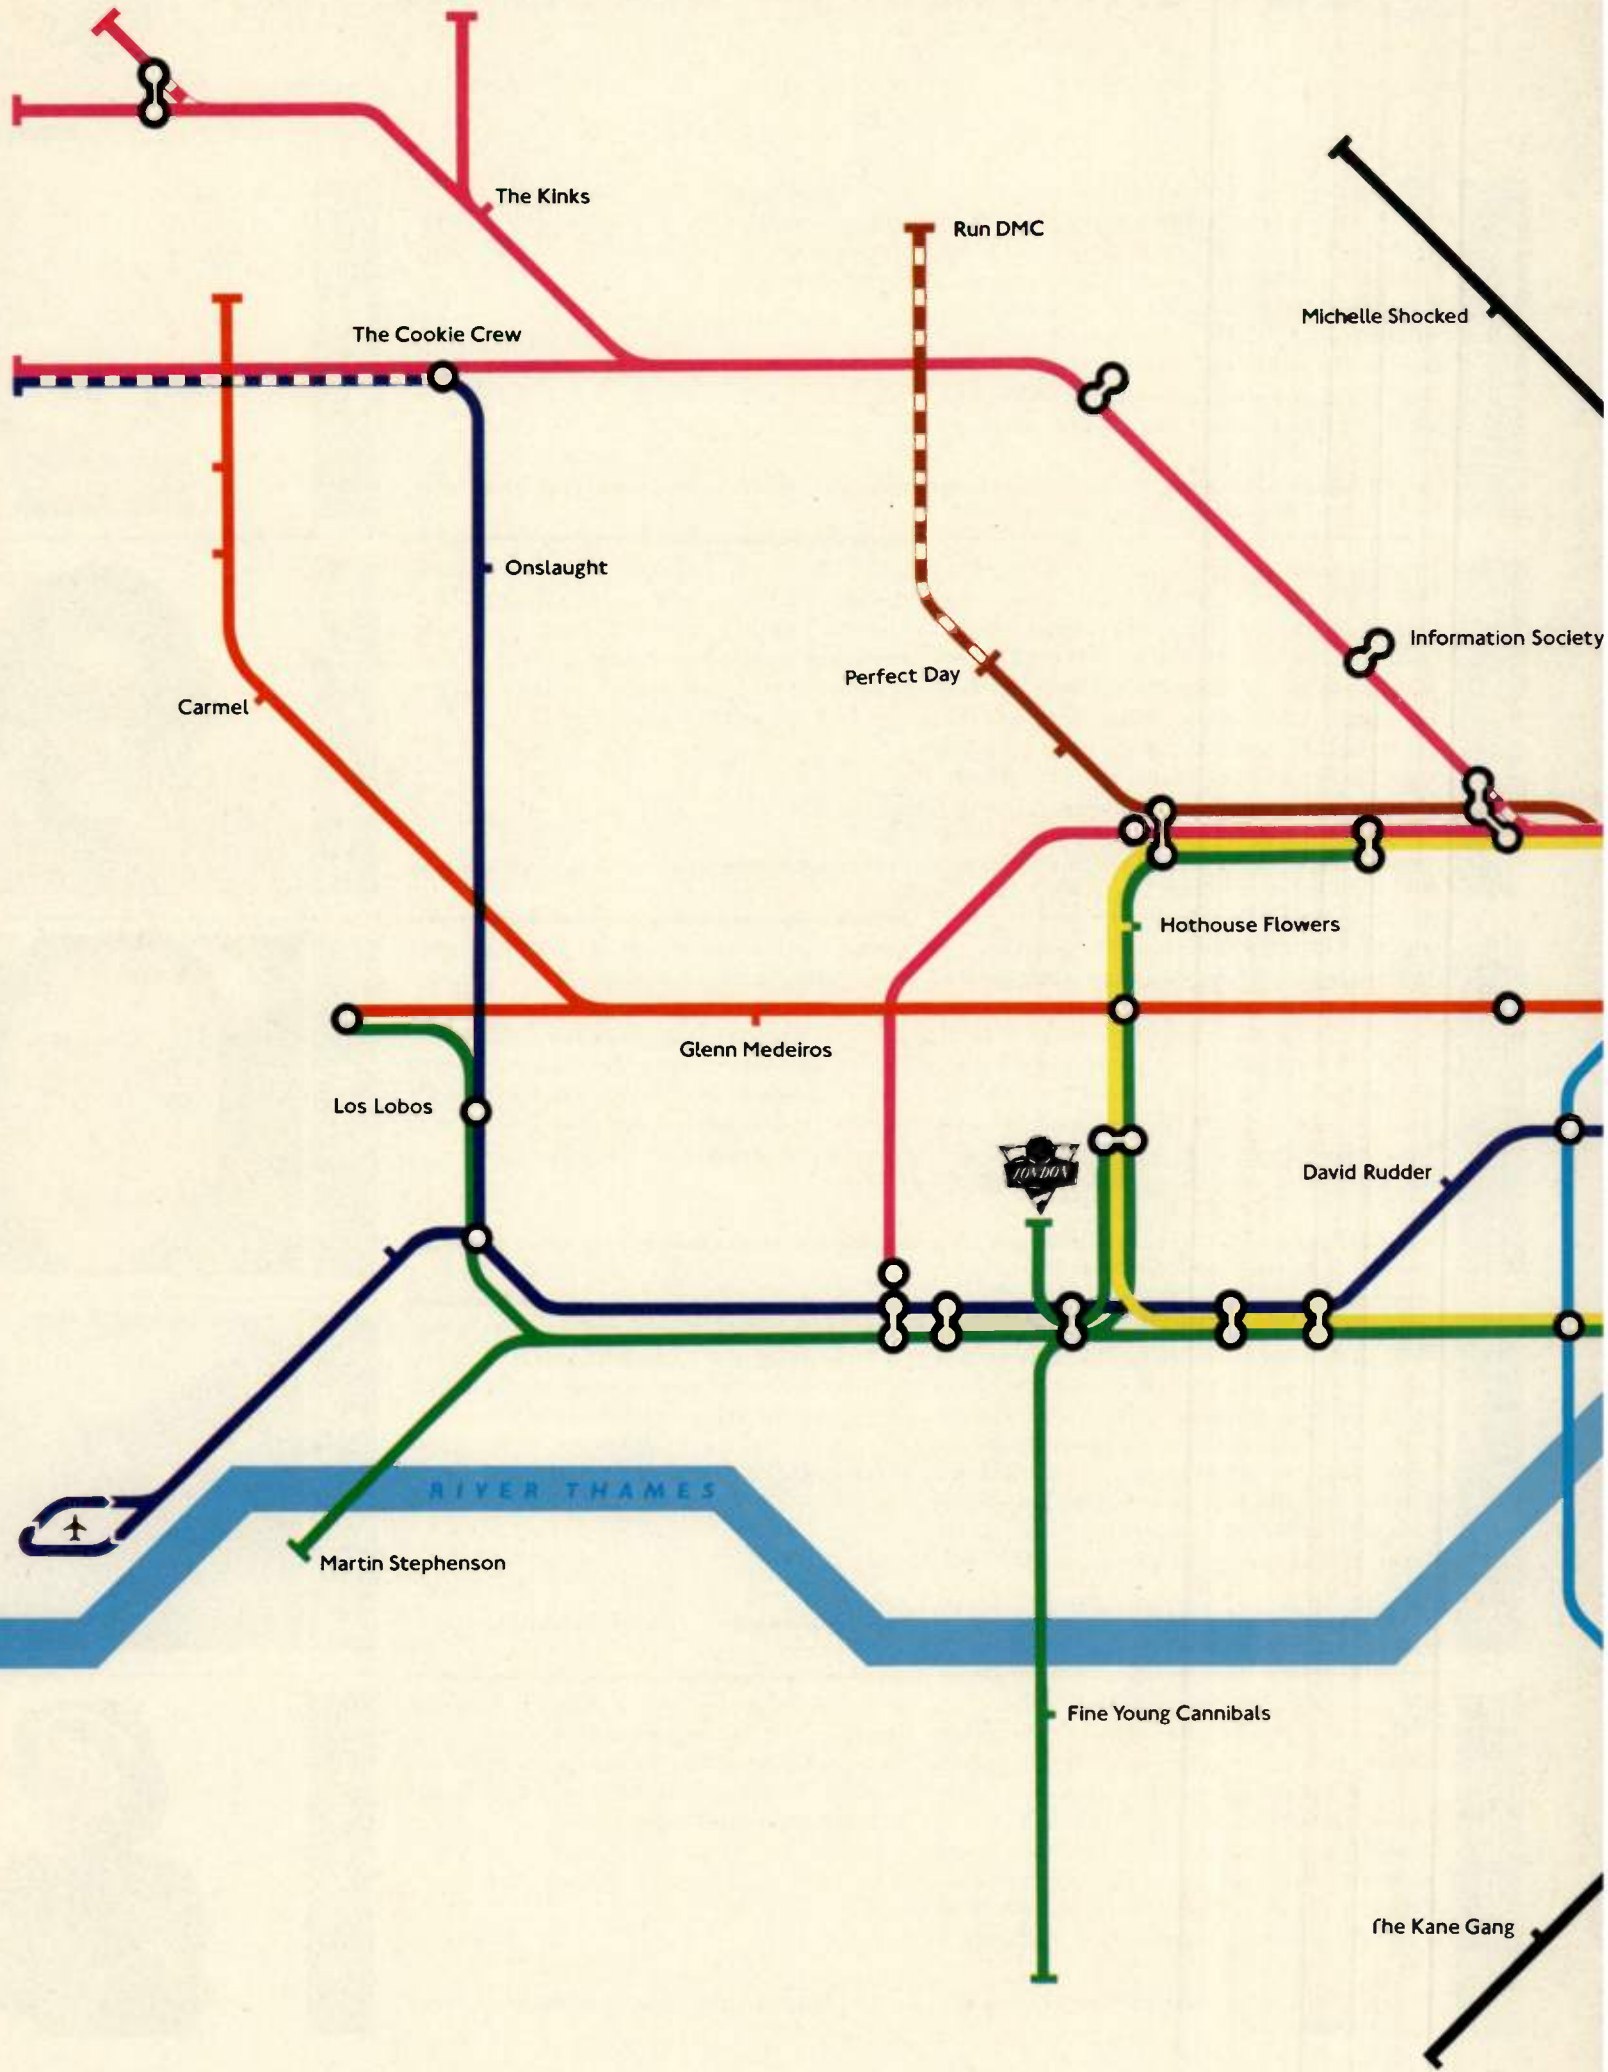 The Kinks
Run DMC
Michelle Shocked
The Cookie Crew
Onslaught
Information Society
Perfect Day
Carmel
Hothouse Flowers
Glenn Medeiros
Los Lobos
LONDON
David Rudder
RIVER THAMES
Martin Stephenson
Fine Young Cannibals
The Kane Gang